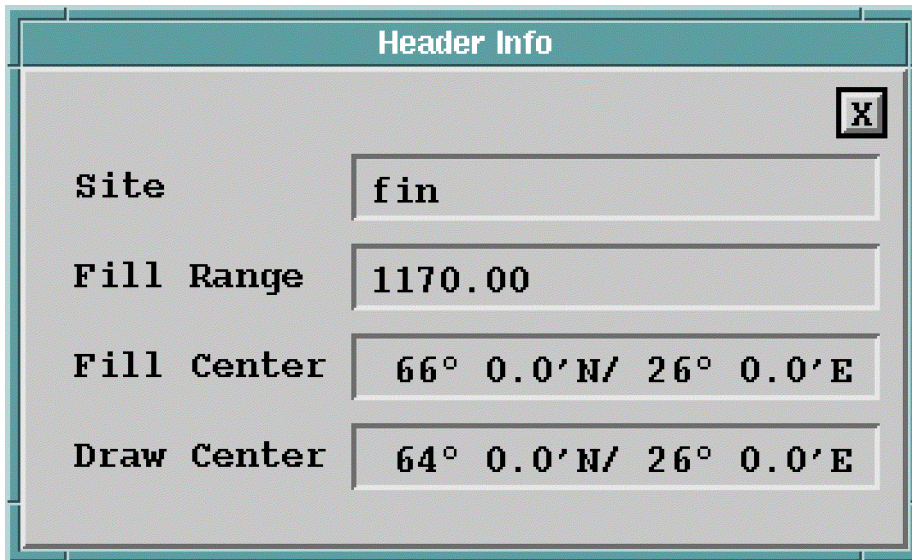 Header Info
X
Site fin
Fill Range 1170.00
Fill Center 66° 0.0'N/ 26° 0.0'E
Draw Center 64° 0.0'N/ 26° 0.0'E